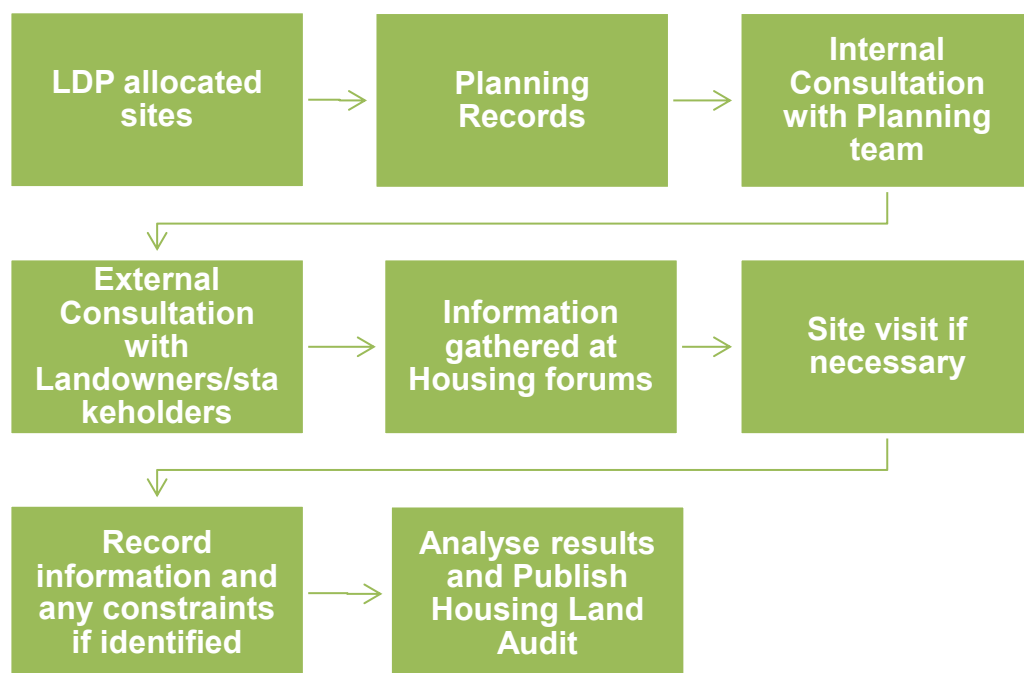 LDP allocated
sites
Planning
Records
Internal
Consultation
with Planning
team
External
Consultation
with
Landowners/sta
keholders
Information
gathered at
Housing forums
Site visit if
necessary
Record
information and
any constraints
if identified
Analyse results
and Publish
Housing Land
Audit